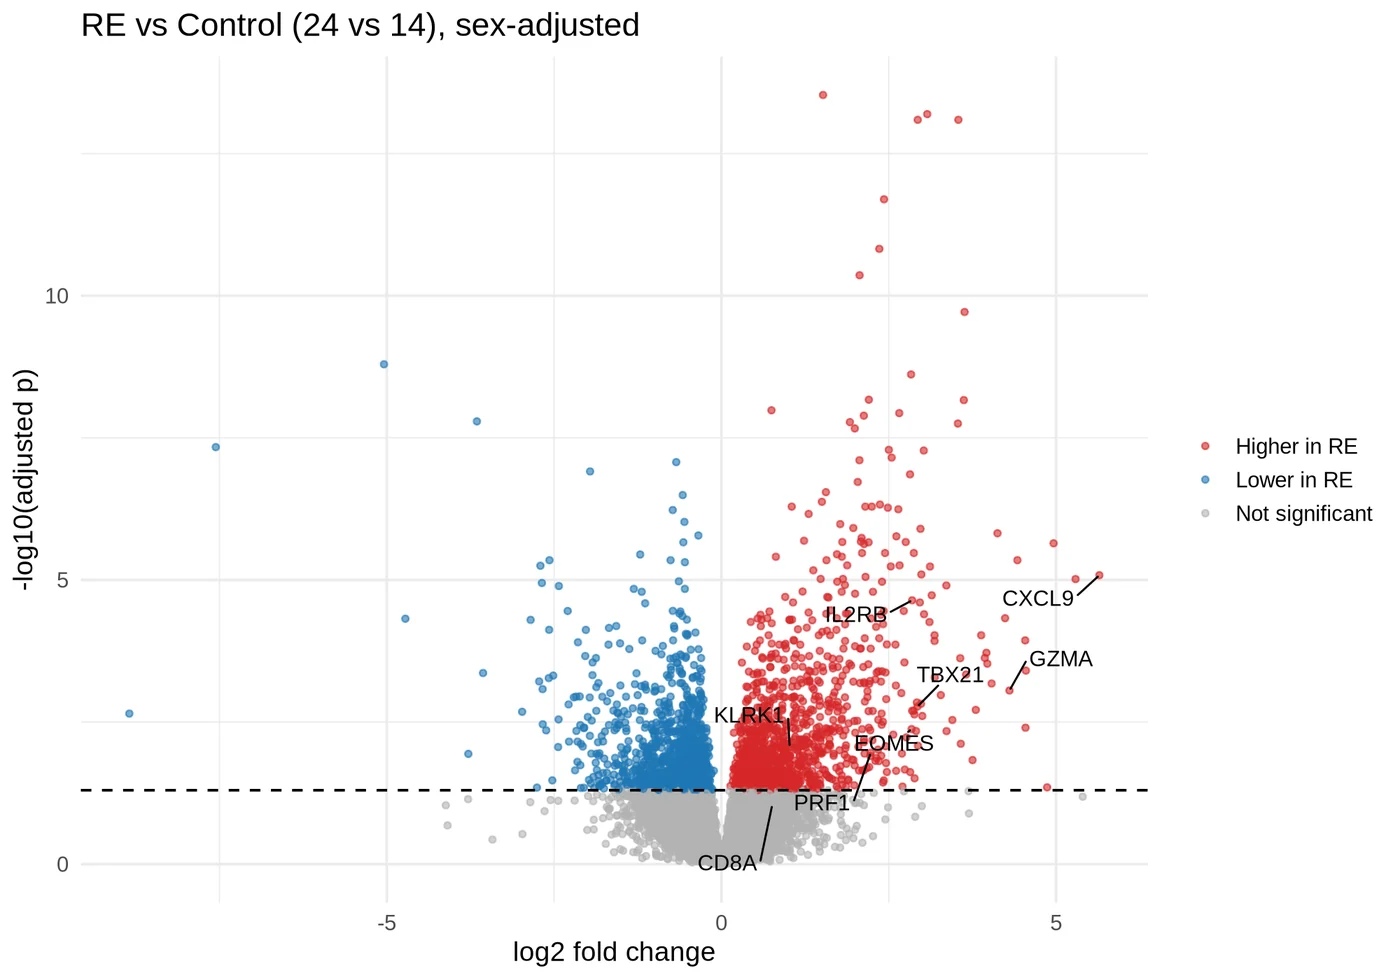 RE vs Control (24 vs 14), sex-adjusted
-log10(adjusted p)
10
5
0
CXCL9
IL2RB
GZMA
TBX21
KLRK1
EOMES
PRF1
CD8A
-5
0
5
log2 fold change
Higher in RE
Lower in RE
Not significant